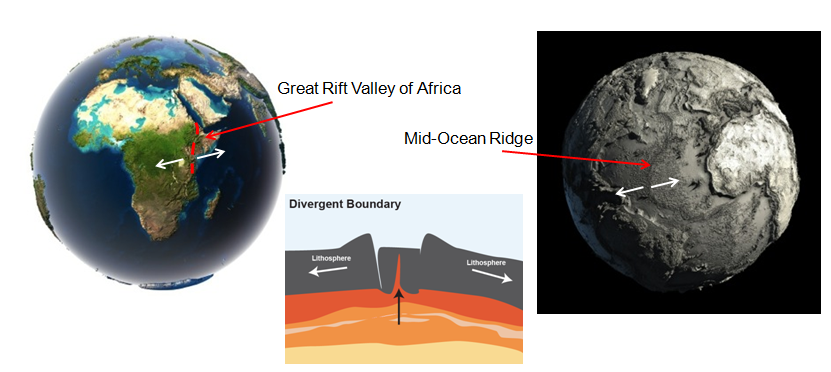 Great Rift Valley of Africa
Mid-Ocean Ridge
Divergent Boundary
Lithosphere
Lithosphere